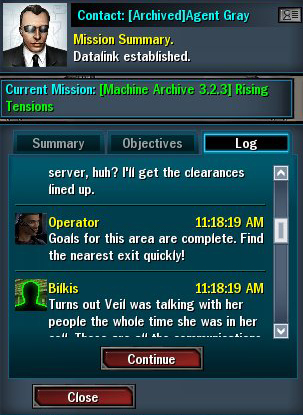 Contact: [Archived]Agent Gray
Mission Summary.
Datalink established.
Current Mission: [Machine Archive 3.2.3] Rising
Tensions
Summary
Objectives
Log
server, huh? I'll get the clearances
lined up.
Operator 11:18:19 AM
Goals for this area are complete. Find
the nearest exit quickly!
Bilkis 11:18:19 AM
Turns out Veil was talking with her
people the whole time she was in her
Continue
Close